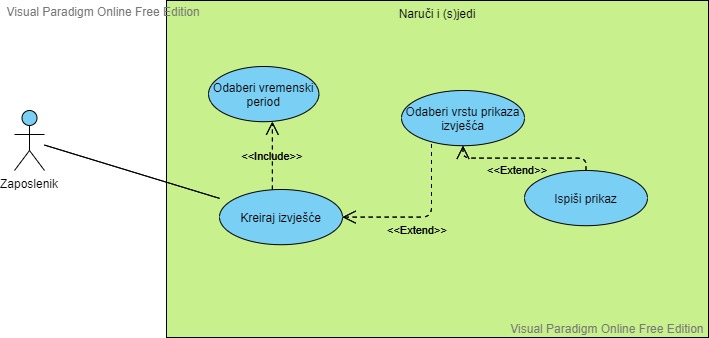 Visual Paradigm Online Free Edition
Naruči i (s)jedi
Odaberi vremenski
period
Odaberi vrstu prikaza
izvješća
<<Include>>
<<Extend>>
Zaposlenik
Ispiši prikaz
Kreiraj izvješće
<<Extend>>
Visual Paradigm Online Free Edition